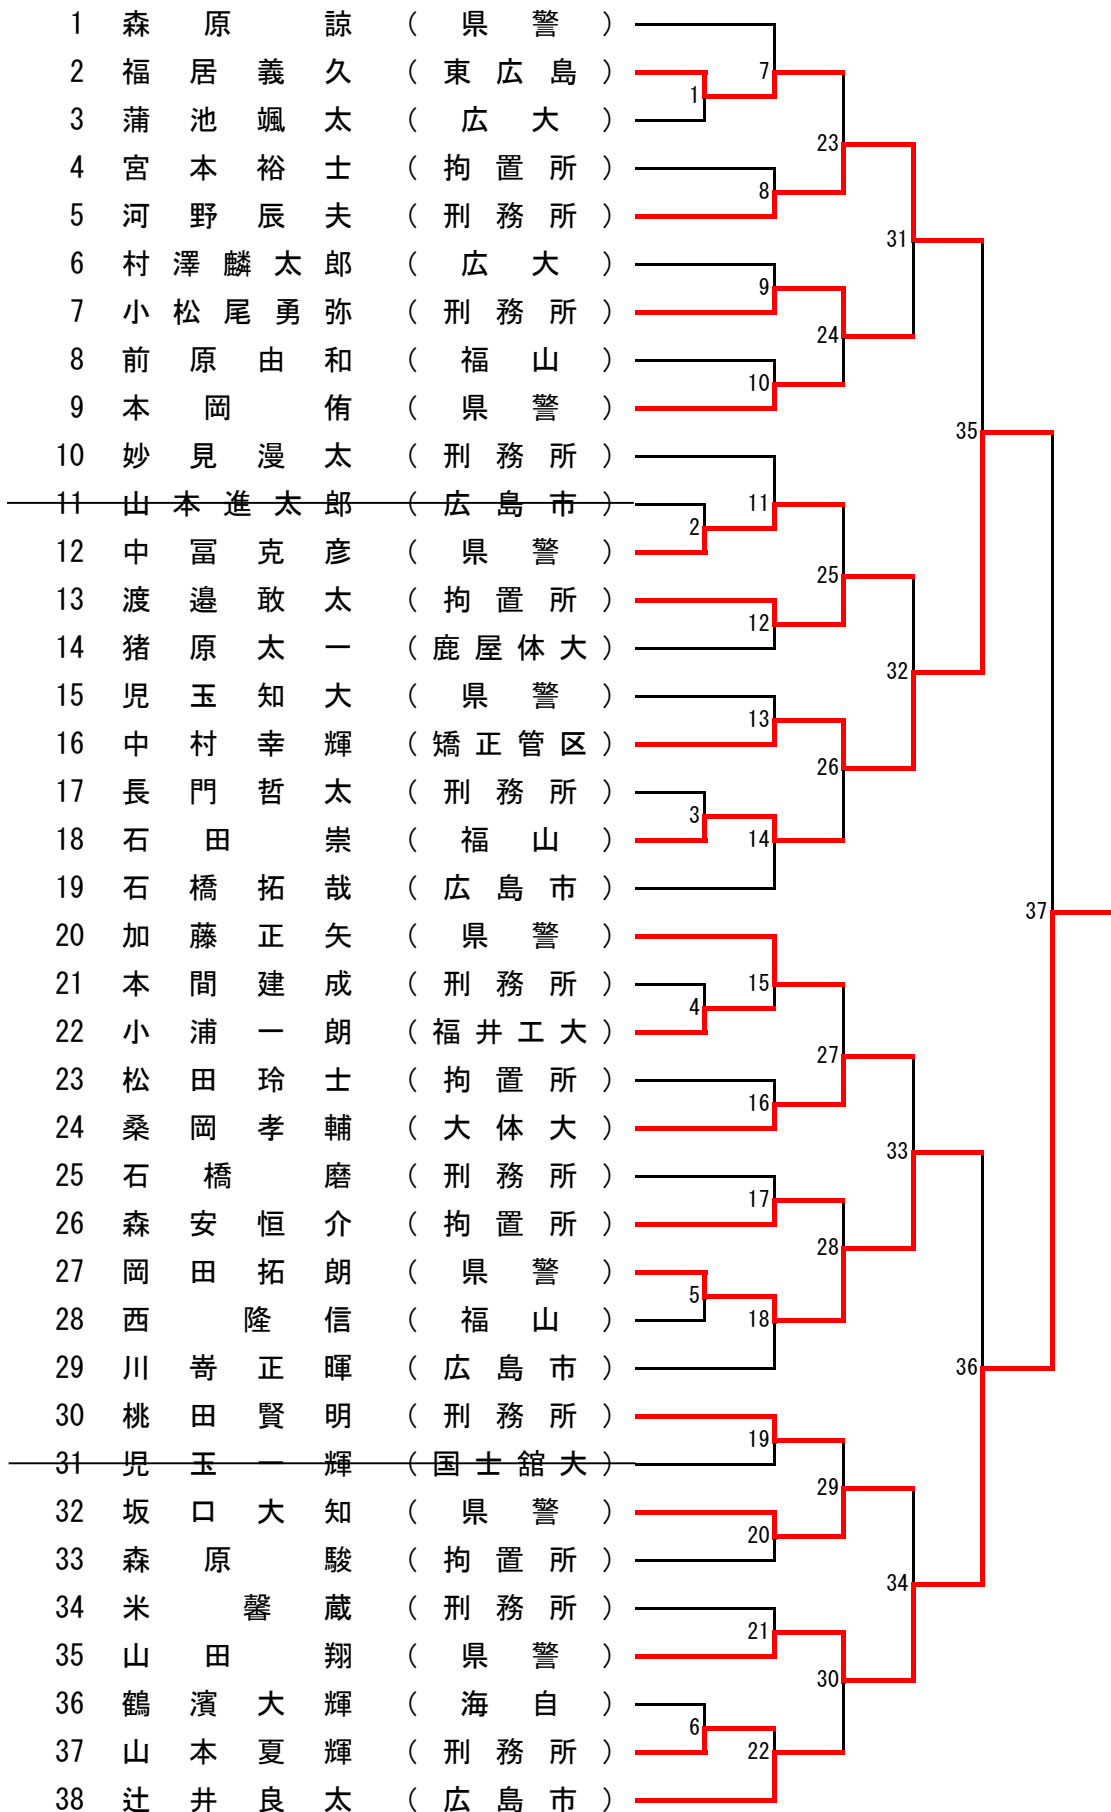 1 森原諒 (県警)
2 福居義久 (東広島)
3 蒲池颯太 (広大)
4 宮本裕士 (拘置所)
5 河野辰夫 (刑務所)
6 村澤麟太郎 (広大)
7 小松尾勇弥 (刑務所)
8 前原由和 (福山)
9 本岡侑 (県警)
10 妙見漫太 (刑務所)
11 山本進太郎 (広島市)
12 中冨克彦 (県警)
13 渡邉敢太 (拘置所)
14 猪原太一 (鹿屋体大)
15 児玉知大 (県警)
16 中村幸輝 (矯正管区)
17 長門哲太 (刑務所)
18 石田崇 (福山)
19 石橋拓哉 (広島市)
20 加藤正矢 (県警)
21 本間建成 (刑務所)
22 小浦一朗 (福井工大)
23 松田玲士 (拘置所)
24 桑岡孝輔 (大体大)
25 石橋磨 (刑務所)
26 森安恒介 (拘置所)
27 岡田拓朗 (県警)
28 西隆信 (福山)
29 川嵜正暉 (広島市)
30 桃田賢明 (刑務所)
31 児玉一輝 (国士舘大)
32 坂口大知 (県警)
33 森原駿 (拘置所)
34 米馨蔵 (刑務所)
35 山田翔 (県警)
36 鶴濱大輝 (海自)
37 山本夏輝 (刑務所)
38 辻井良太 (広島市)
1
2
3
4
5
6
7
8
9
10
11
12
13
14
15
16
17
18
19
20
21
22
23
24
25
26
27
28
29
30
31
32
33
34
35
36
37